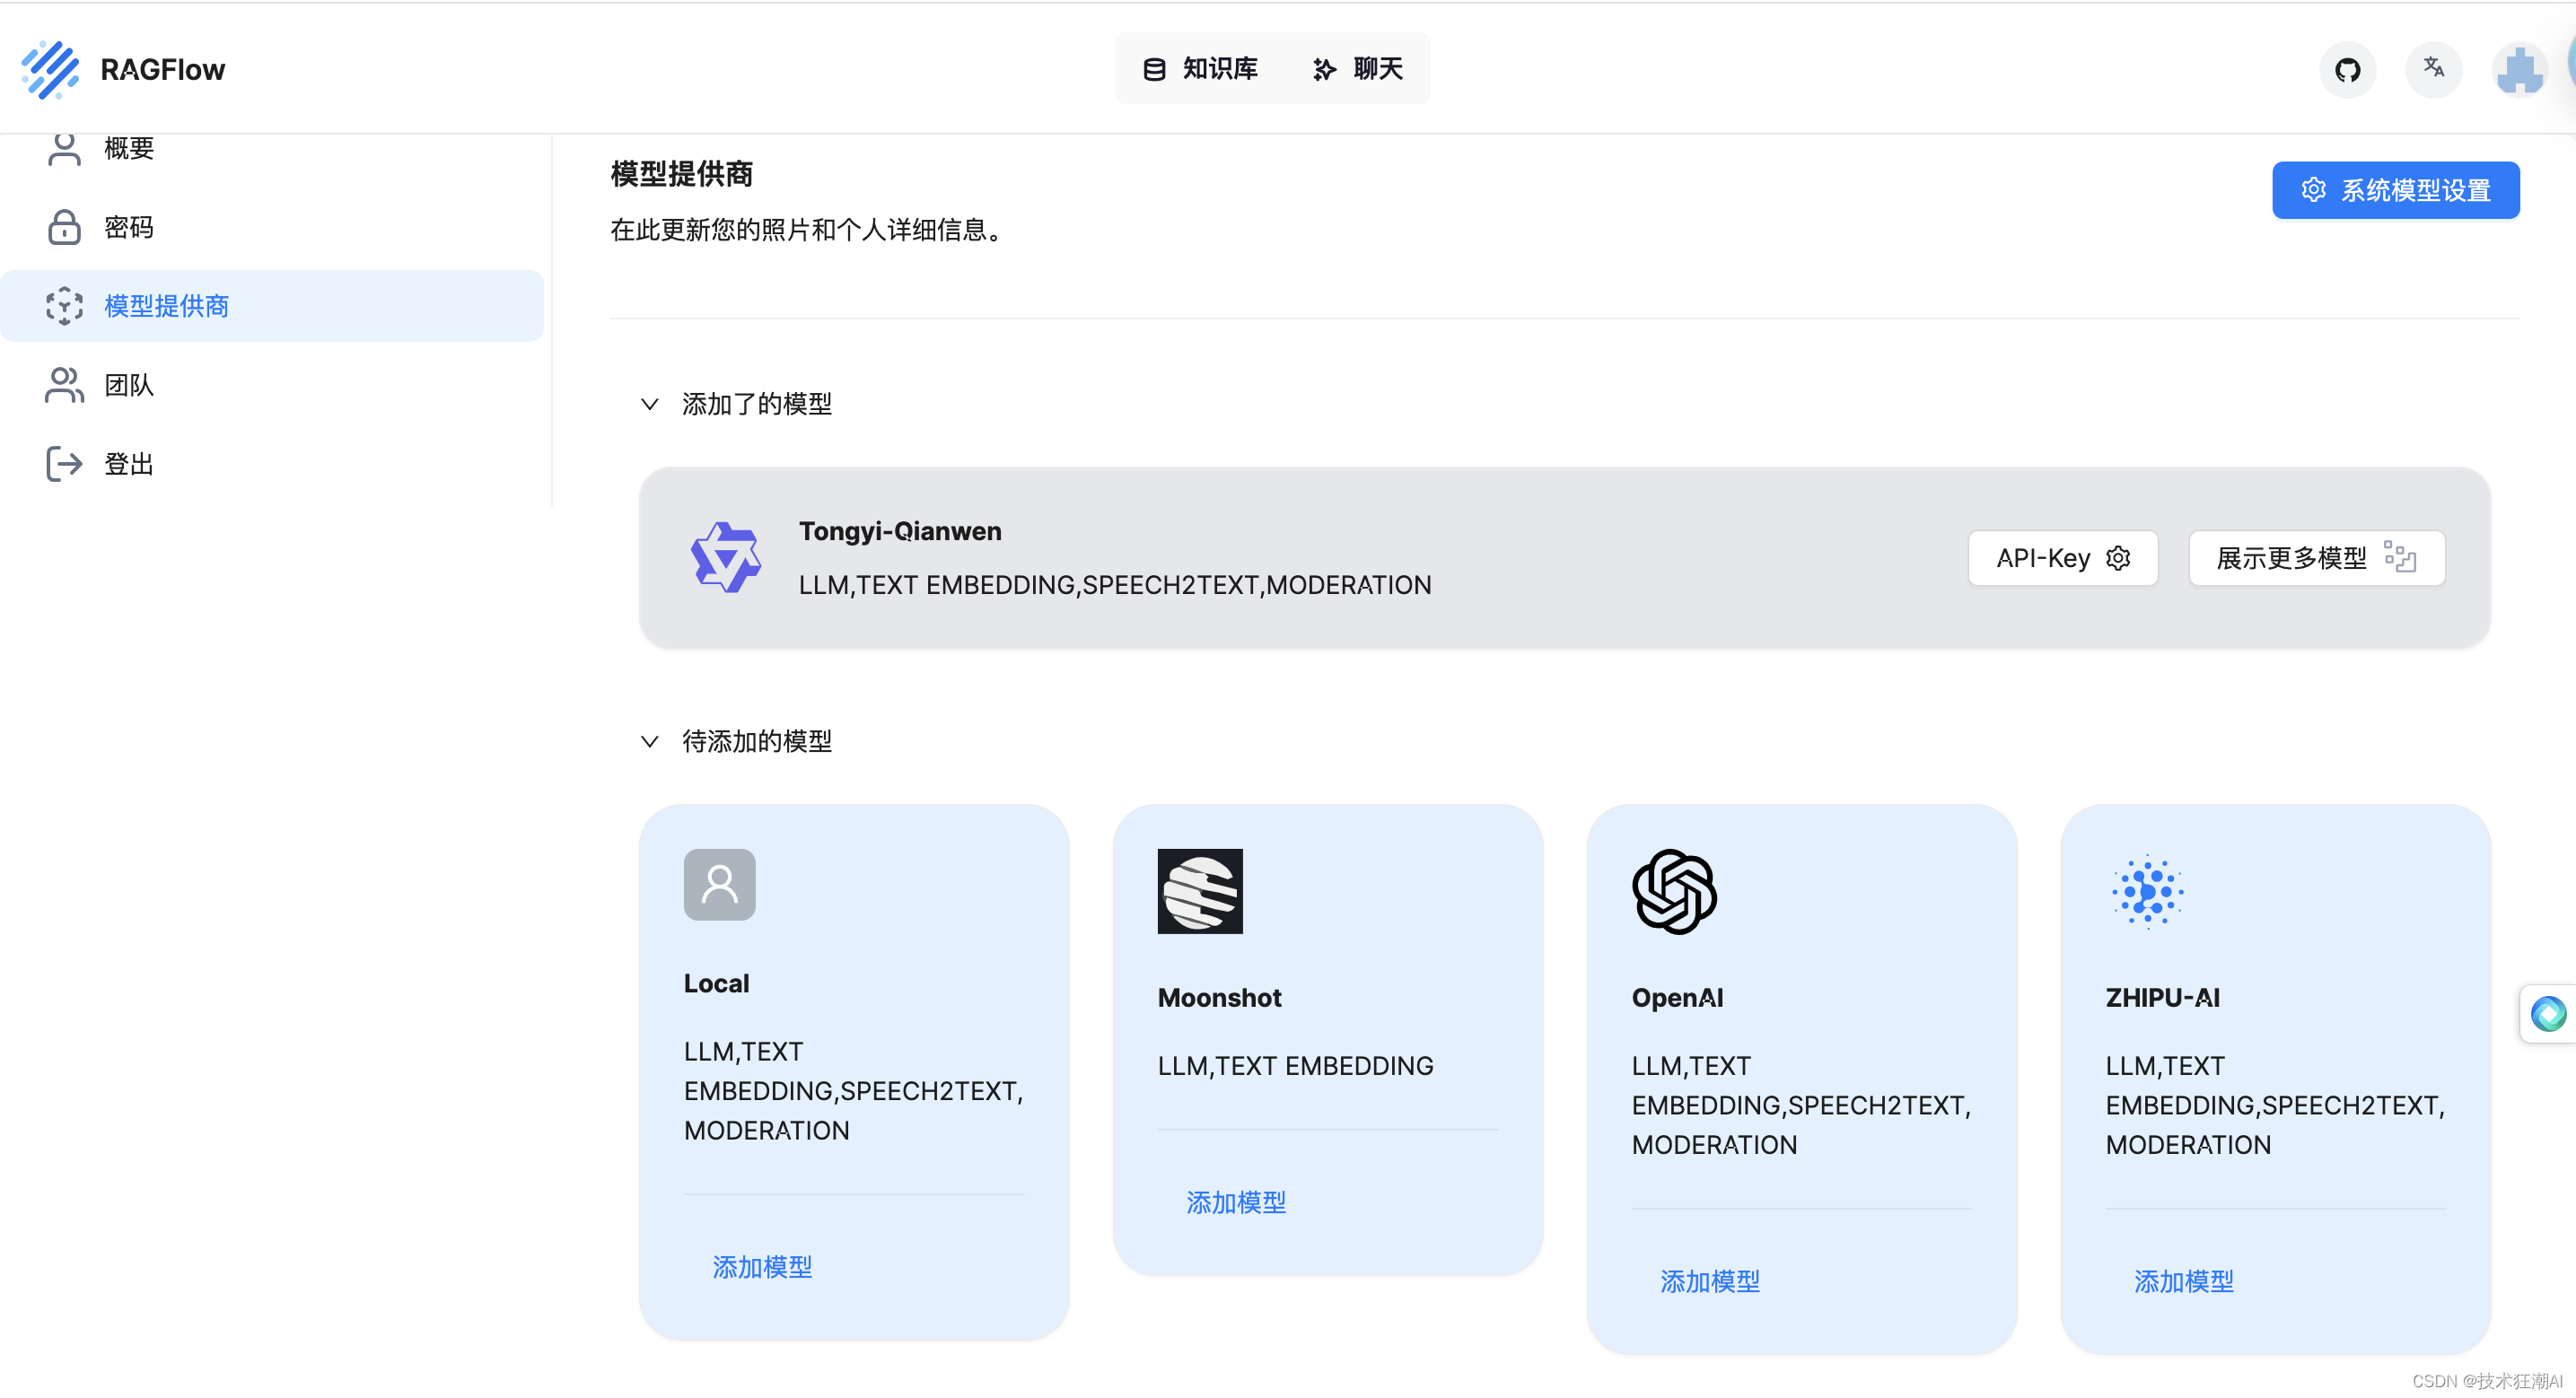 RAGFlow
知识库
聊天
概要
密码
模型提供商
团队
登出
模型提供商
在此更新您的照片和个人详细信息。
系统模型设置
添加了的模型
Tongyi-Qianwen
LLM,TEXT EMBEDDING,SPEECH2TEXT,MODERATION
API-Key
展示更多模型
待添加的模型
Local
LLM,TEXT
EMBEDDING,SPEECH2TEXT,
MODERATION
添加模型
Moonshot
LLM,TEXT EMBEDDING
添加模型
OpenAI
LLM,TEXT
EMBEDDING,SPEECH2TEXT,
MODERATION
添加模型
ZHIPU-AI
LLM,TEXT
EMBEDDING,SPEECH2TEXT,
MODERATION
添加模型
CSDN @技术狂潮AI